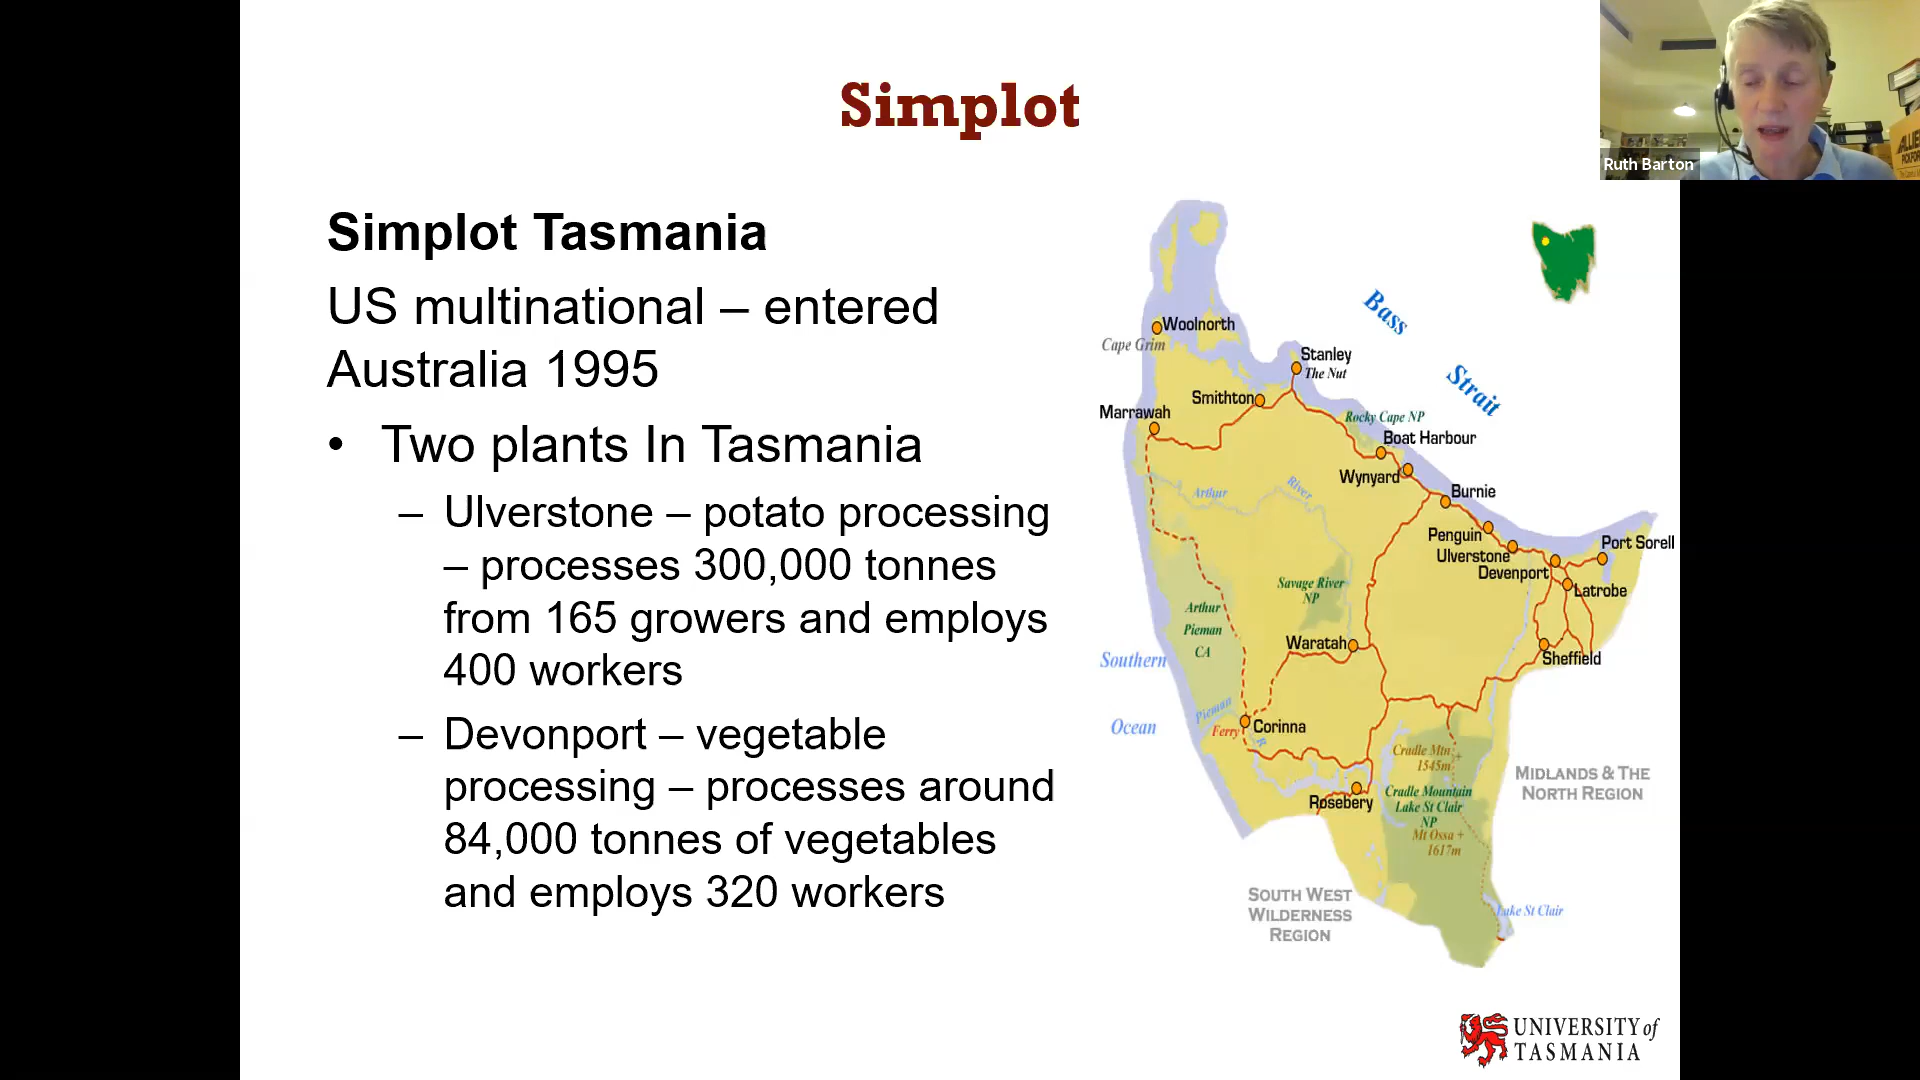 Simplot
Ruth Barton
Simplot Tasmania
US multinational – entered
Australia 1995
• Two plants In Tasmania
– Ulverstone – potato processing
– processes 300,000 tonnes
from 165 growers and employs
400 workers
– Devonport – vegetable
processing – processes around
84,000 tonnes of vegetables
and employs 320 workers
Bass
Strait
Woolnorth
Cape Grim
Stanley
The Nut
Smithton
Marrawah
Rocky Cape NP
Boat Harbour
Wynyard
Arthur
River
Burnie
Penguin
Ulverstone
Devenport
Port Sorell
Latrobe
Savage River
NP
Arthur
Pieman
CA
Waratah
Sheffield
Southern
Ocean
Pieman
R
Ferry
Corinna
Cradle Mtn +
1545m
Rosebery
Cradle Mountain
Lake St Clair
NP
Mt Ossa +
1617m
MIDLANDS & THE
NORTH REGION
SOUTH WEST
WILDERNESS
REGION
Lake St Clair
UNIVERSITY of
TASMANIA